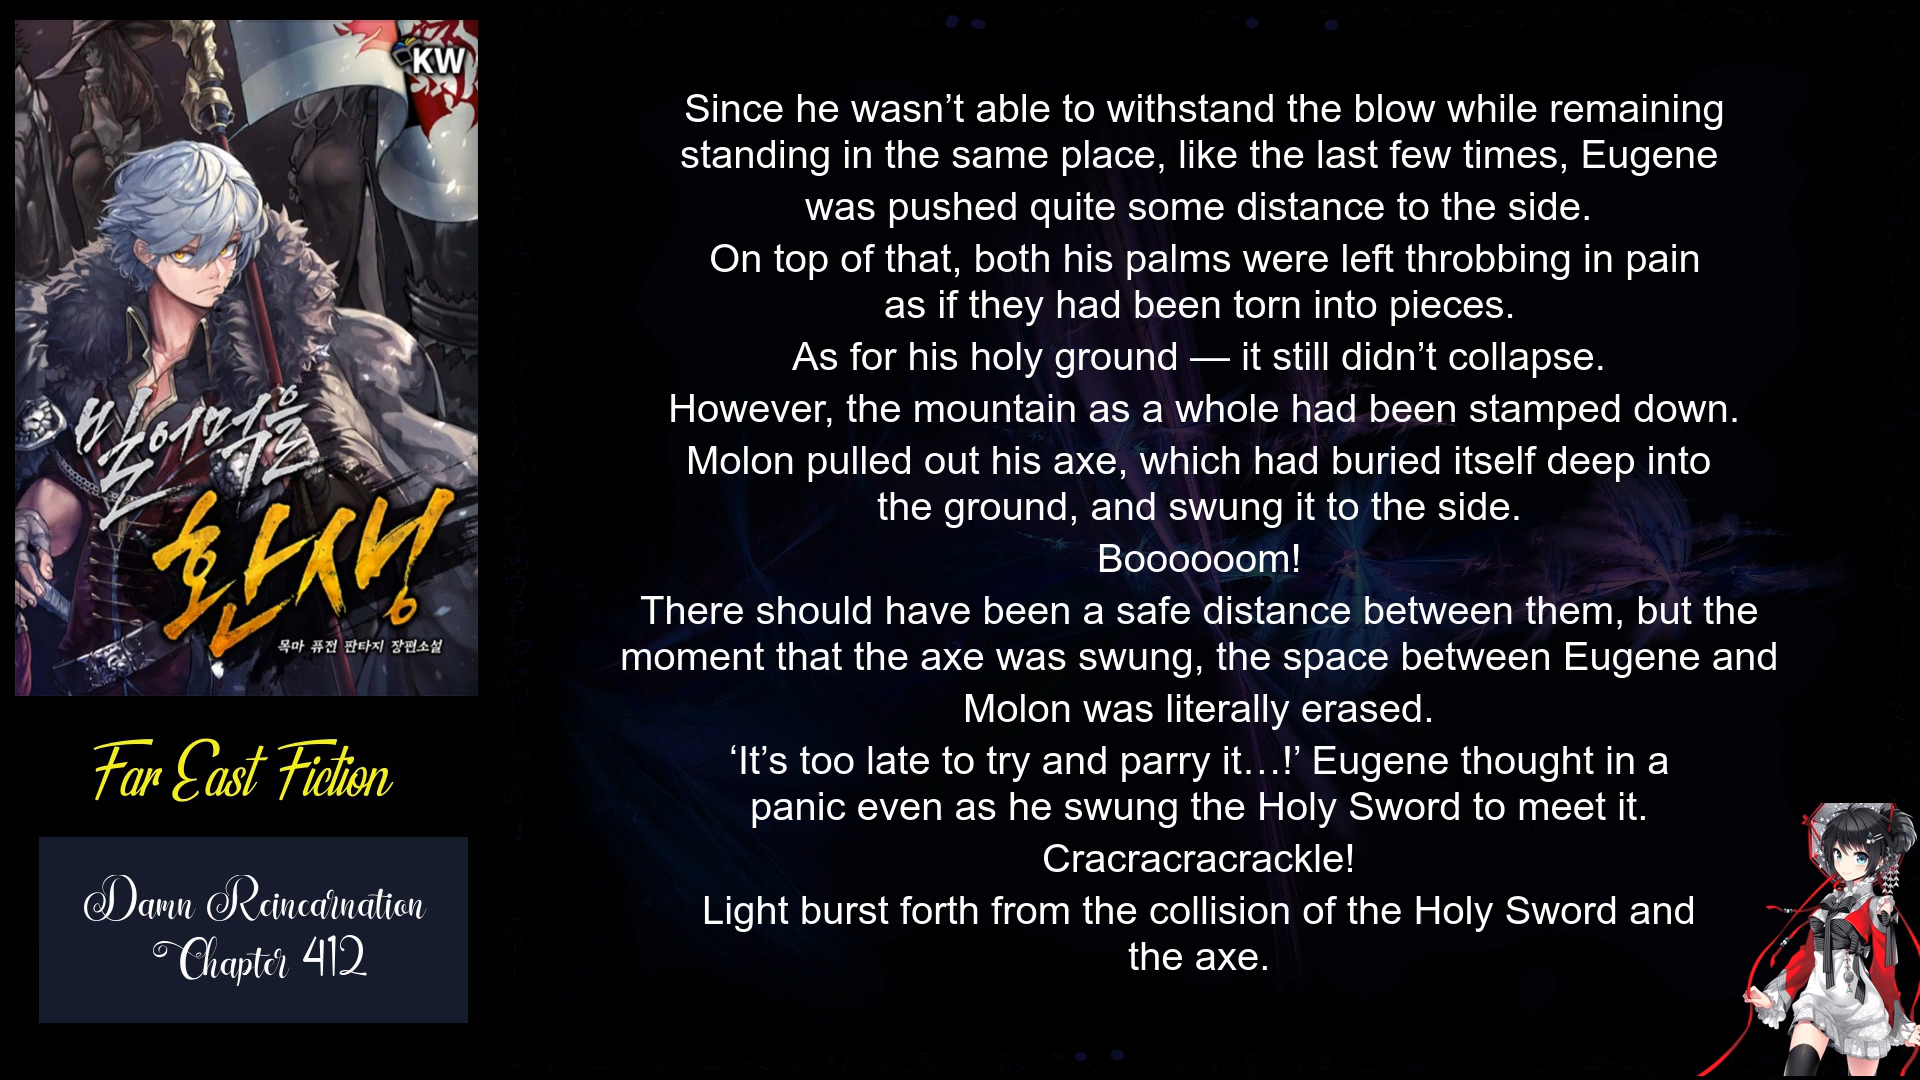 KW
빌어먹을
환생
목마 퓨전 판타지 장편소설
Far East Fiction
Damn Reincarnation
Chapter 412
Since he wasn’t able to withstand the blow while remaining
standing in the same place, like the last few times, Eugene
was pushed quite some distance to the side.
On top of that, both his palms were left throbbing in pain
as if they had been torn into pieces.
As for his holy ground — it still didn’t collapse.
However, the mountain as a whole had been stamped down.
Molon pulled out his axe, which had buried itself deep into
the ground, and swung it to the side.
Boooooom!
There should have been a safe distance between them, but the
moment that the axe was swung, the space between Eugene and
Molon was literally erased.
‘It’s too late to try and parry it…!’ Eugene thought in a
panic even as he swung the Holy Sword to meet it.
Cracracracrackle!
Light burst forth from the collision of the Holy Sword and
the axe.